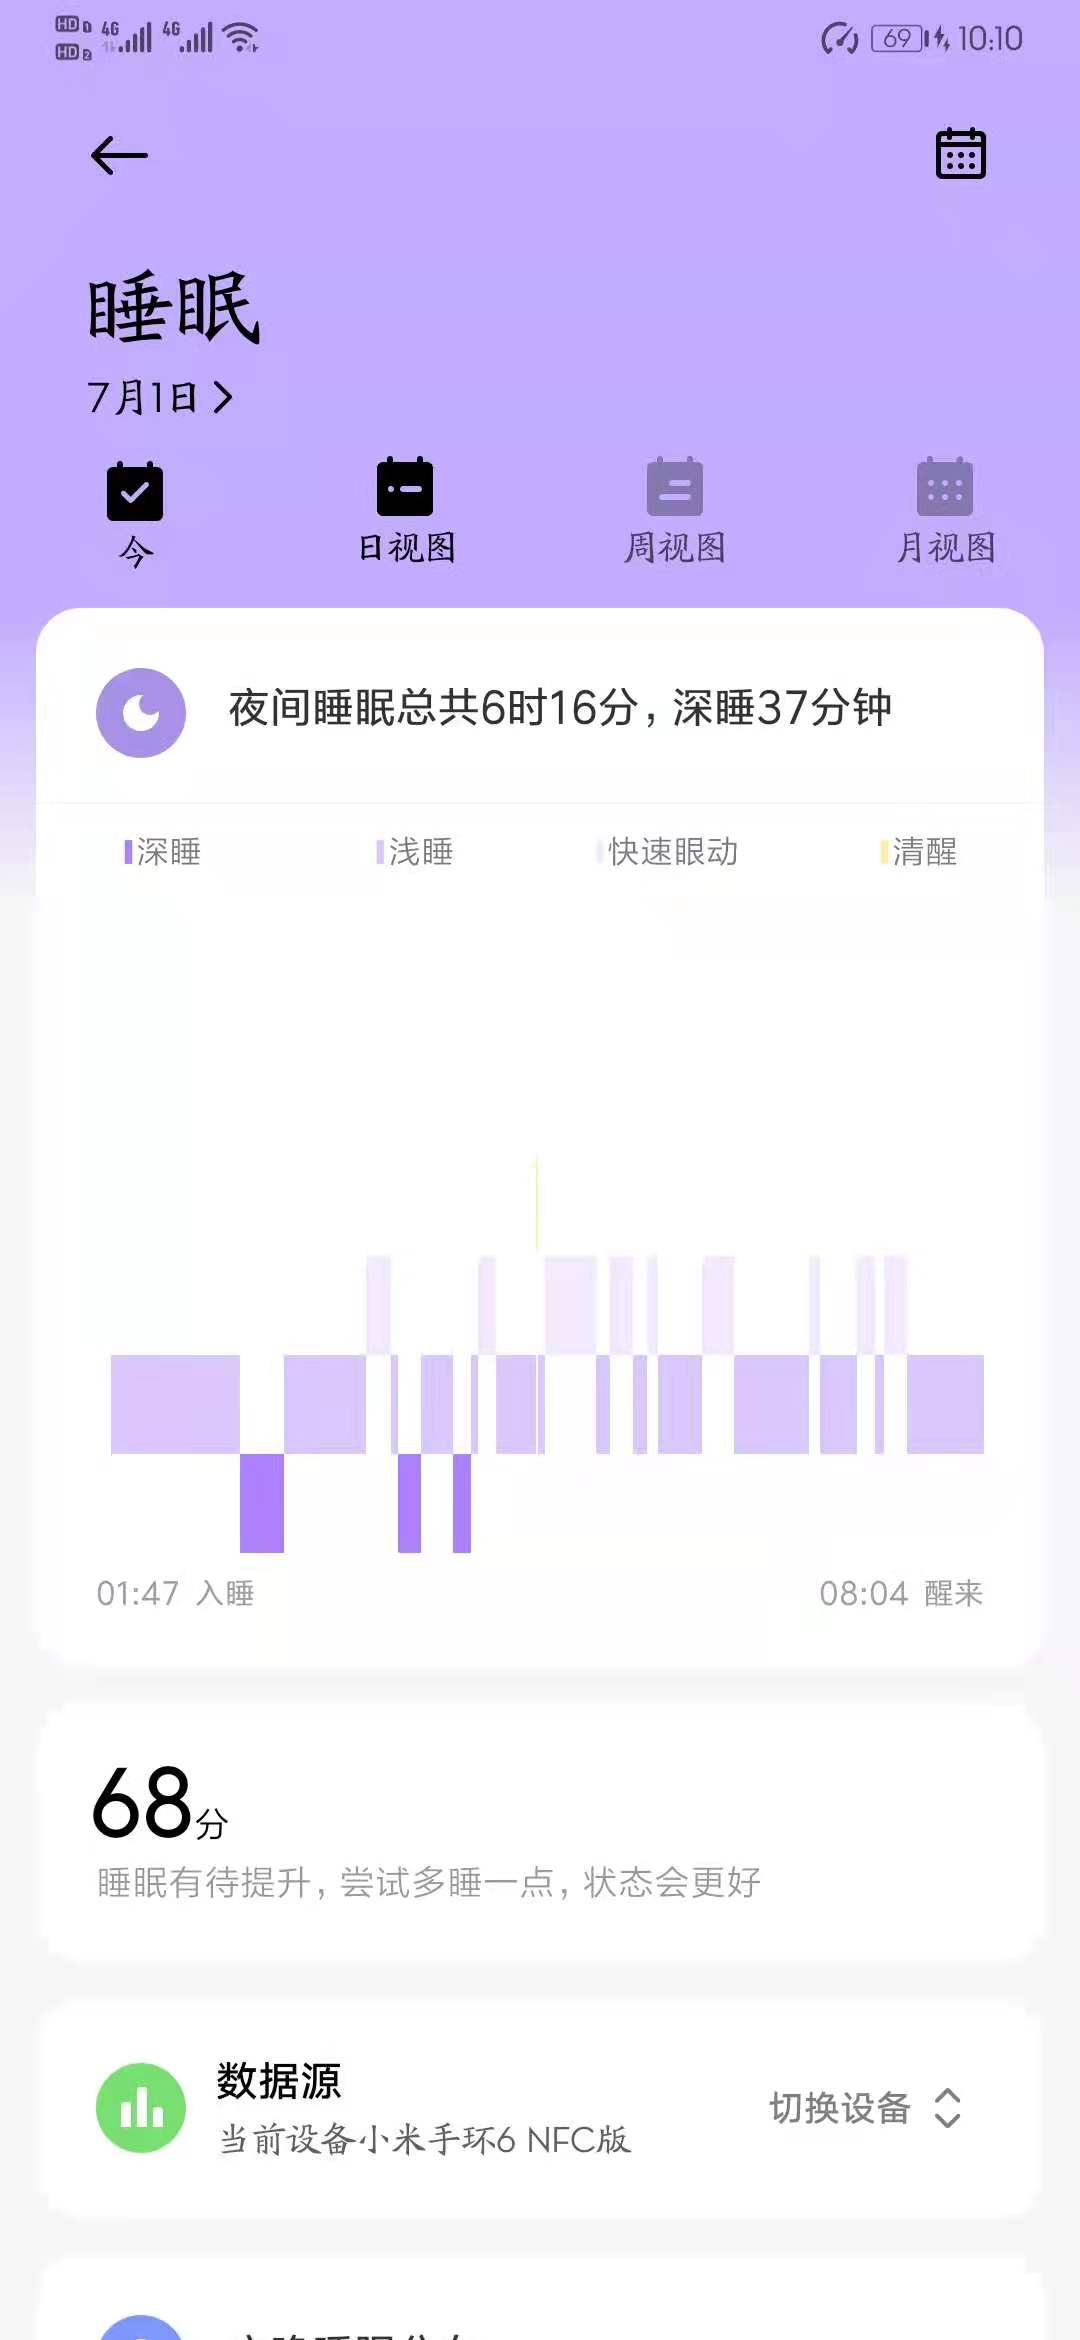 HD 1 4G 4G 69 10:10
HD 2
睡眠
7月1日
今 日视图 周视图 月视图
夜间睡眠总共6时16分，深睡37分钟
深睡 浅睡 快速眼动 清醒
01:47 入睡 08:04 醒来
68分
睡眠有待提升，尝试多睡一点，状态会更好
数据源
当前设备小米手环6 NFC版
切换设备